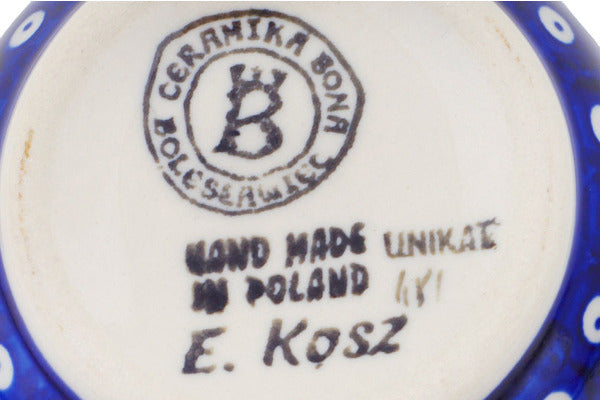 CERAMIKA BONA
BOLESŁAWIEC
B
HAND MADE UNIKAT
IN POLAND
E. Kosz